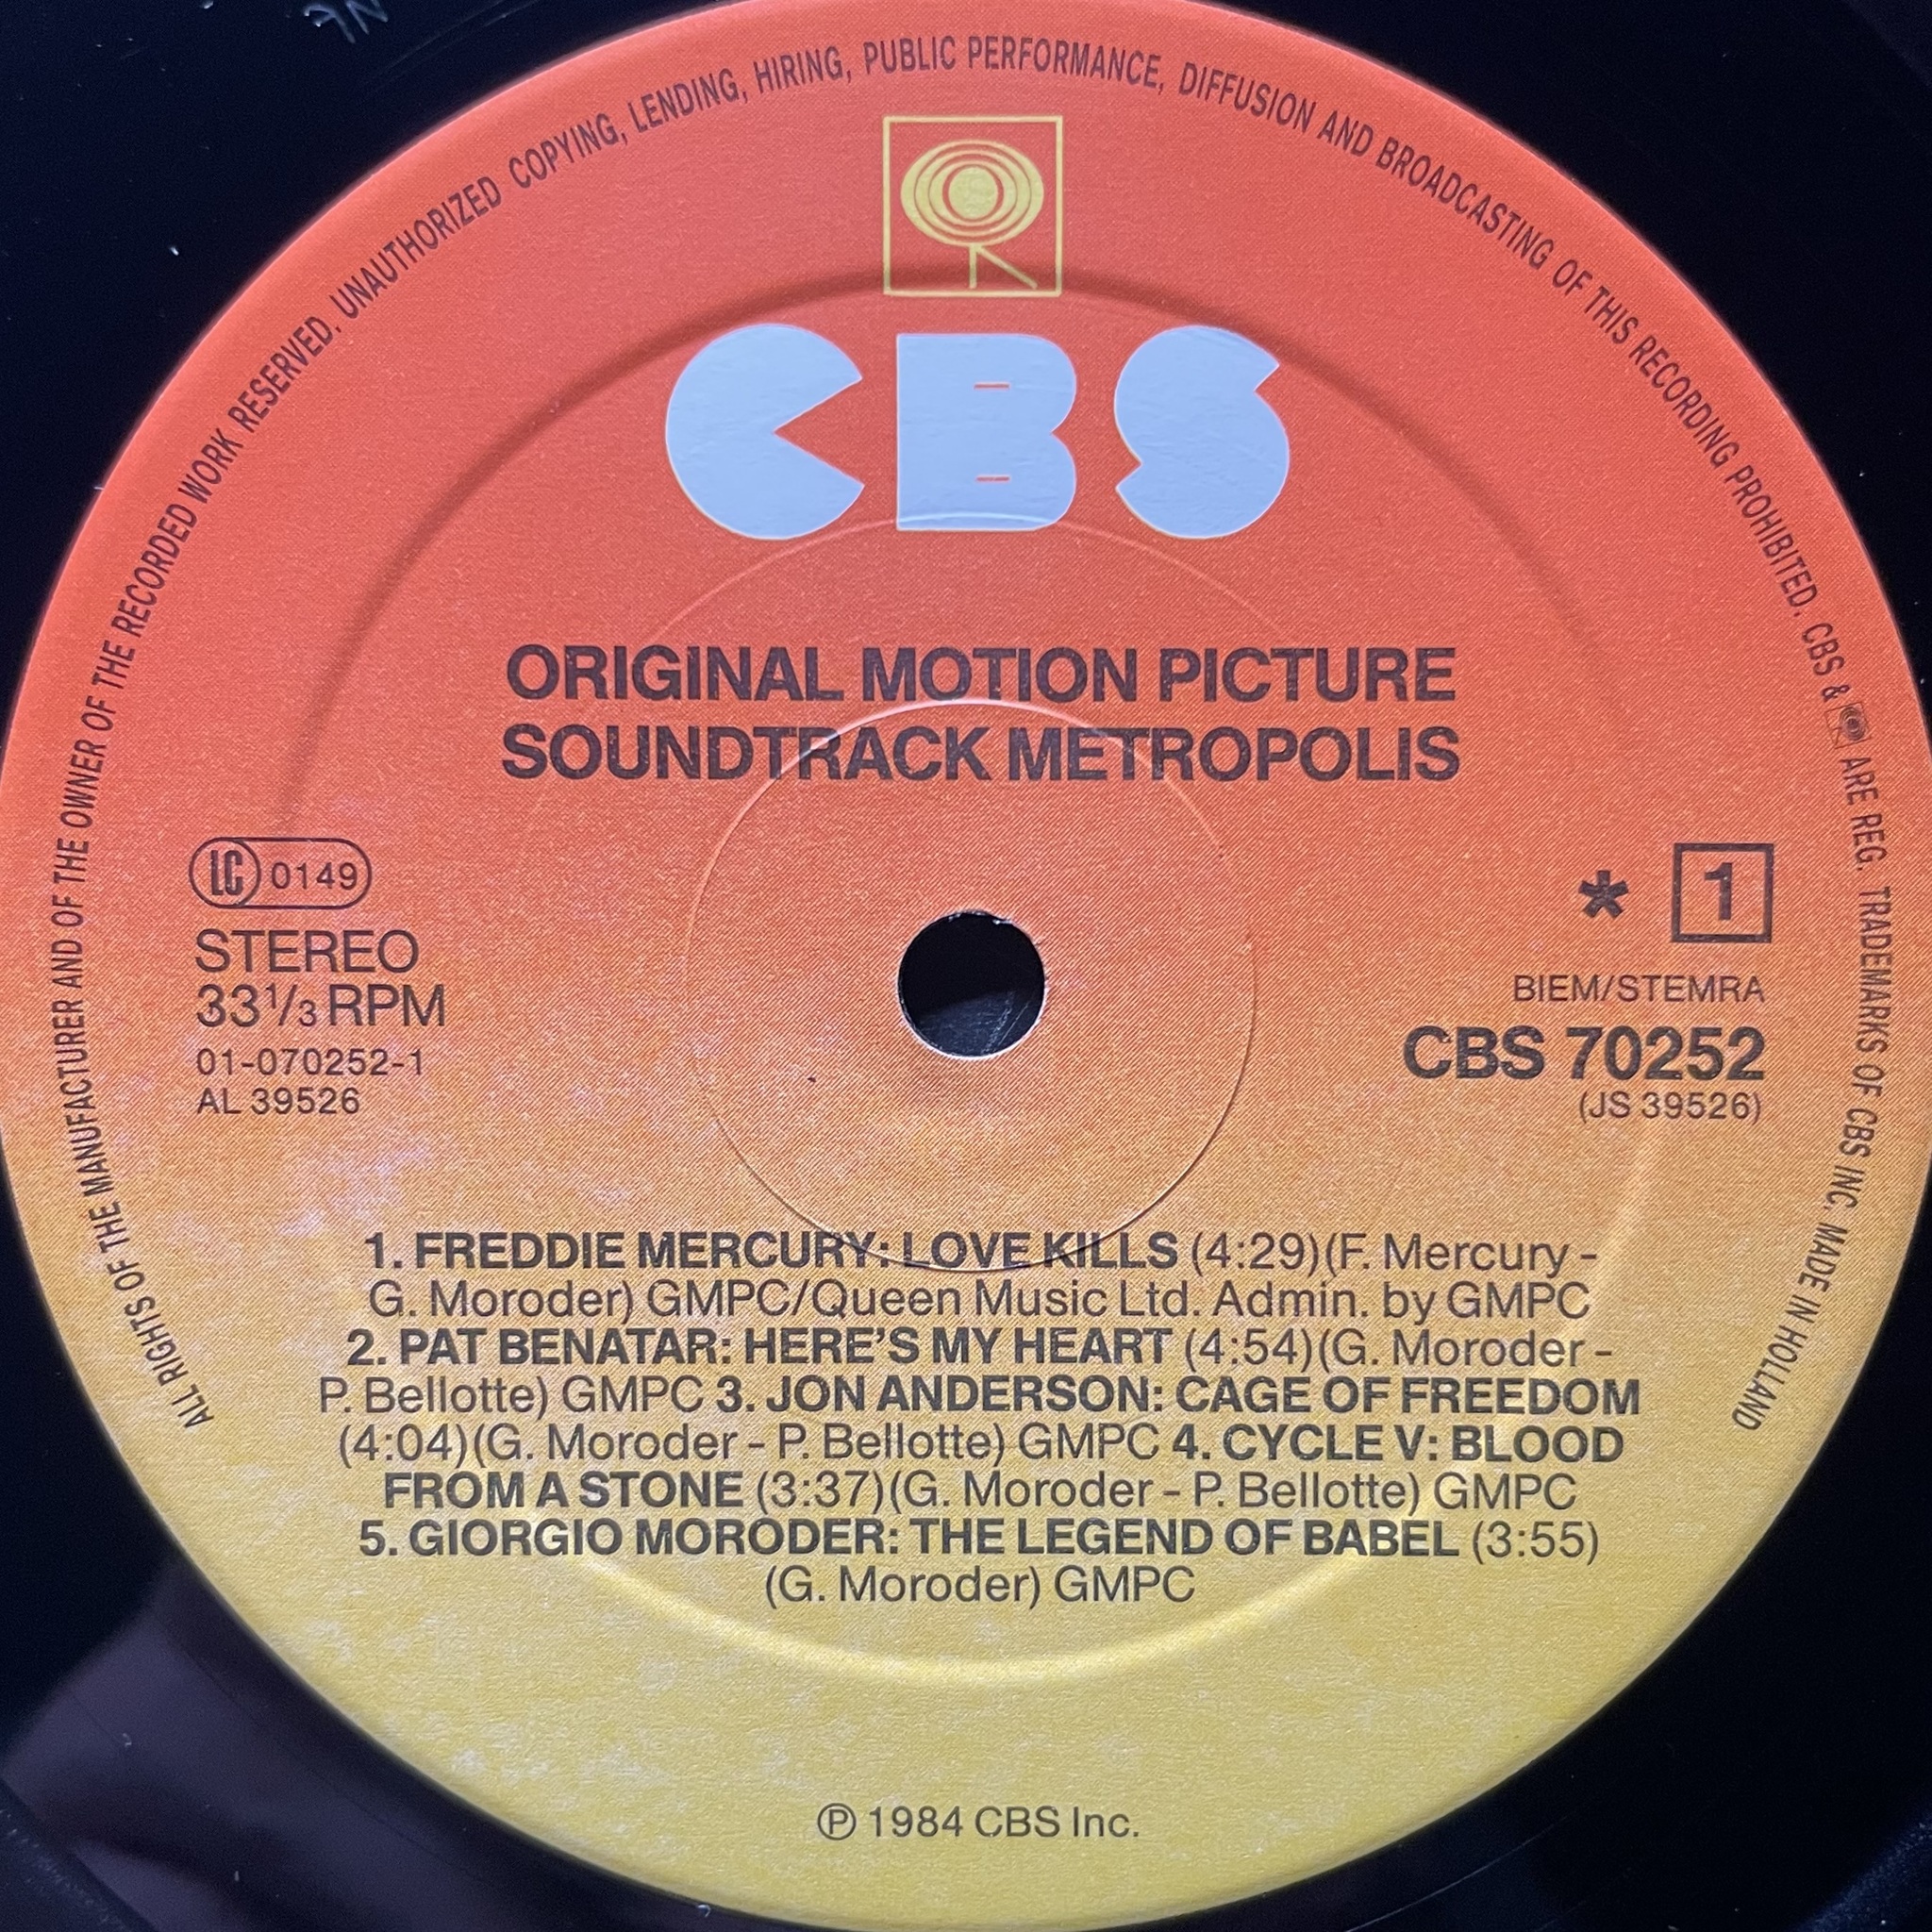 ALL RIGHTS OF THE MANUFACTURER AND OF THE OWNER OF THE RECORDED WORK RESERVED. UNAUTHORIZED COPYING, LENDING, HIRING, PUBLIC PERFORMANCE, DIFFUSION AND BROADCASTING OF THIS RECORDING PROHIBITED. CBS & ARE REG. TRADEMARKS OF CBS INC. MADE IN HOLLAND
CBS
ORIGINAL MOTION PICTURE
SOUNDTRACK METROPOLIS
LC 0149
STEREO
33 1/3 RPM
01-070252-1
AL 39526
* 1
BIEM/STEMRA
CBS 70252
(JS 39526)
1. FREDDIE MERCURY: LOVE KILLS (4:29)(F. Mercury –
G. Moroder) GMPC/Queen Music Ltd. Admin. by GMPC
2. PAT BENATAR: HERE'S MY HEART (4:54)(G. Moroder –
P. Bellotte) GMPC 3. JON ANDERSON: CAGE OF FREEDOM
(4:04)(G. Moroder – P. Bellotte) GMPC 4. CYCLE V: BLOOD
FROM A STONE (3:37)(G. Moroder – P. Bellotte) GMPC
5. GIORGIO MORODER: THE LEGEND OF BABEL (3:55)
(G. Moroder) GMPC
℗ 1984 CBS Inc.